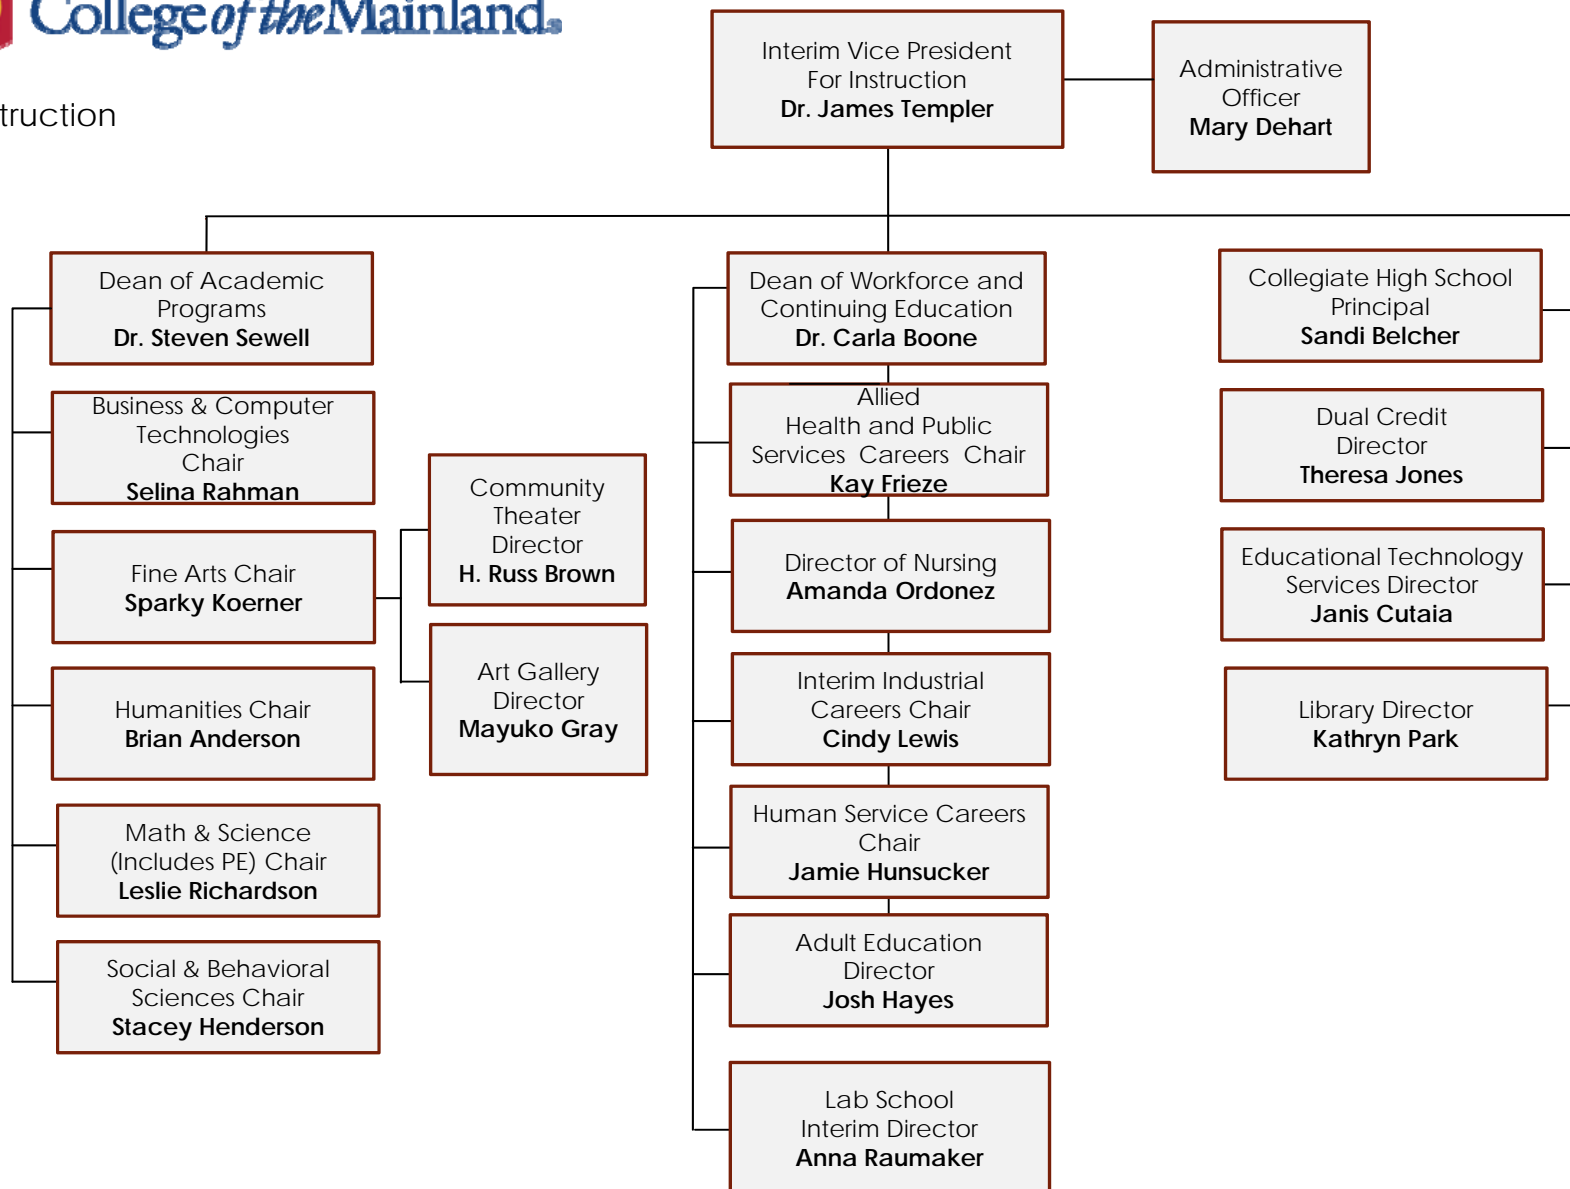 College of the Mainland®
truction
Interim Vice President
For Instruction
Dr. James Templer
Administrative
Officer
Mary Dehart
Dean of Academic
Programs
Dr. Steven Sewell
Business & Computer
Technologies
Chair
Selina Rahman
Fine Arts Chair
Sparky Koerner
Community
Theater
Director
H. Russ Brown
Art Gallery
Director
Mayuko Gray
Humanities Chair
Brian Anderson
Math & Science
(Includes PE) Chair
Leslie Richardson
Social & Behavioral
Sciences Chair
Stacey Henderson
Dean of Workforce and
Continuing Education
Dr. Carla Boone
Allied
Health and Public
Services Careers Chair
Kay Frieze
Director of Nursing
Amanda Ordonez
Interim Industrial
Careers Chair
Cindy Lewis
Human Service Careers
Chair
Jamie Hunsucker
Adult Education
Director
Josh Hayes
Lab School
Interim Director
Anna Raumaker
Collegiate High School
Principal
Sandi Belcher
Dual Credit
Director
Theresa Jones
Educational Technology
Services Director
Janis Cutaia
Library Director
Kathryn Park